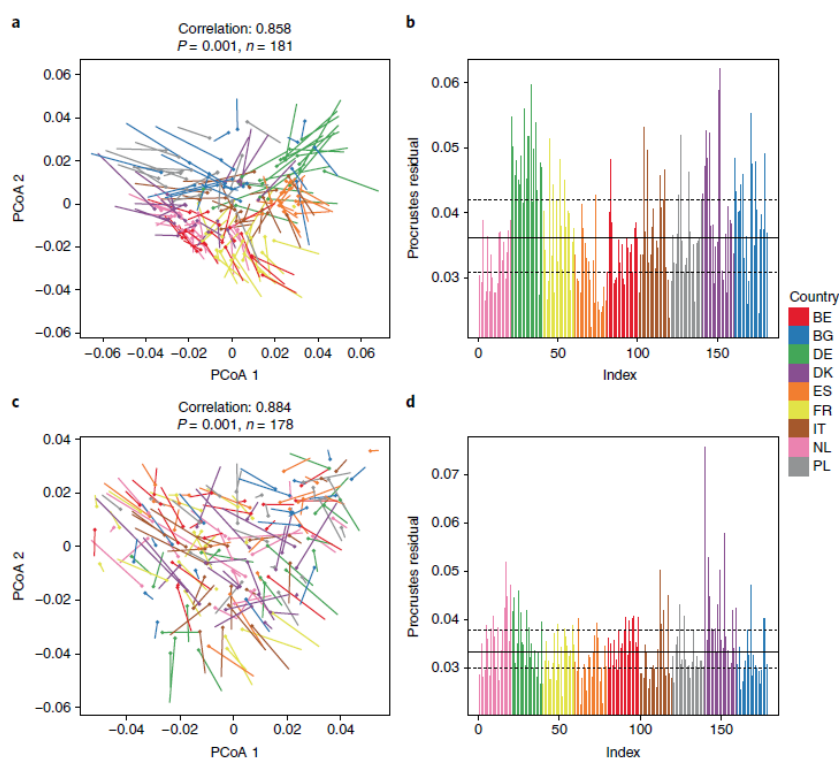 a
Correlation: 0.858
P = 0.001, n = 181
0.06
0.04
0.02
0
−0.02
−0.04
−0.06
PCoA 2
−0.06 −0.04 −0.02 0 0.02 0.04 0.06
PCoA 1
b
0.06
0.05
0.04
0.03
Procrustes residual
0 50 100 150
Index
Country
BE
BG
DE
DK
ES
FR
IT
NL
PL
c
Correlation: 0.884
P = 0.001, n = 178
0.04
0.02
0
−0.02
−0.04
−0.06
PCoA 2
−0.04 −0.02 0 0.02 0.04
PCoA 1
d
0.07
0.06
0.05
0.04
0.03
Procrustes residual
0 50 100 150
Index